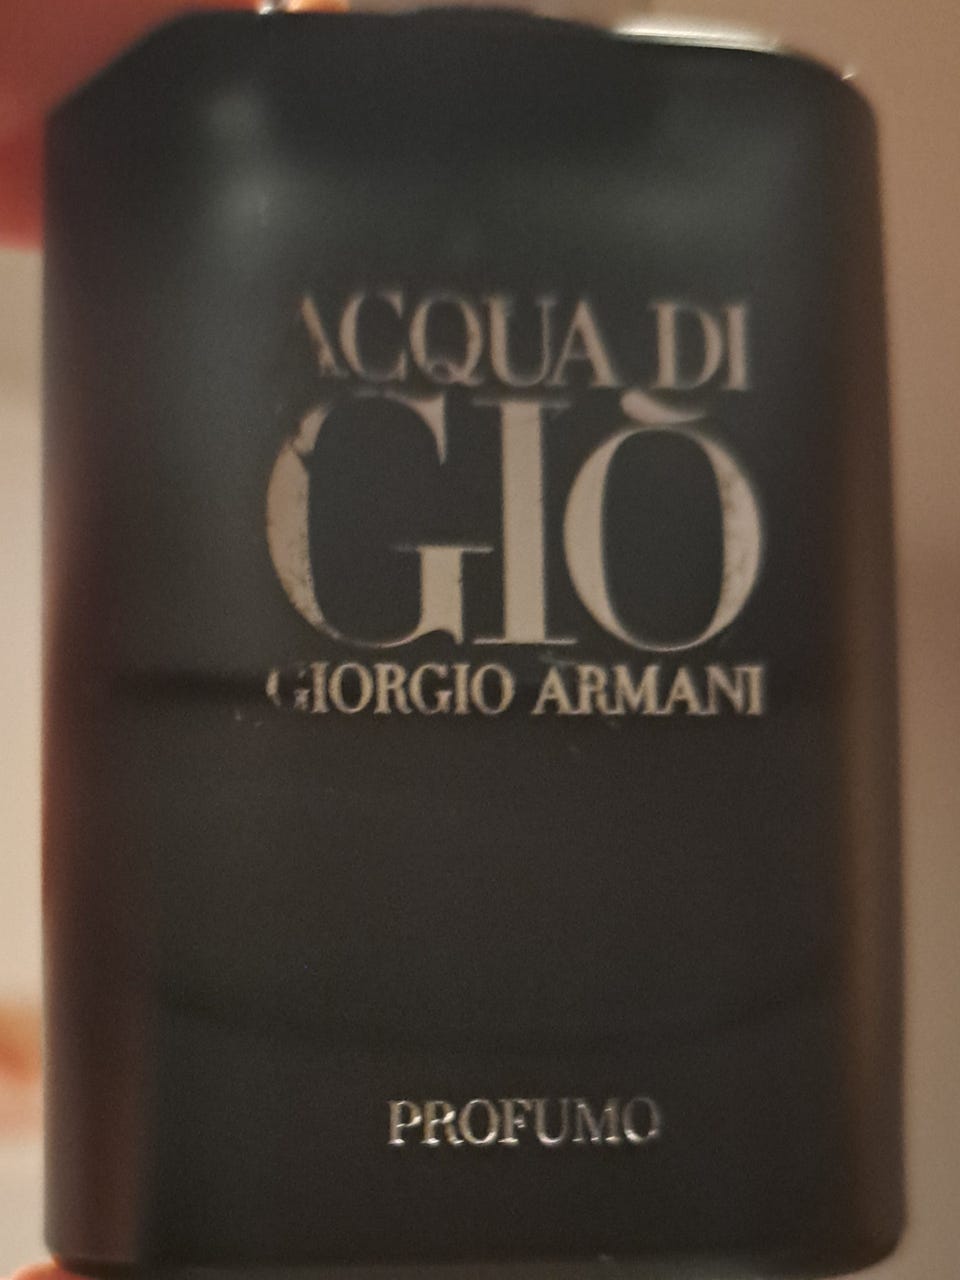 ACQUA DI
GIÒ
GIORGIO ARMANI
PROFUMO